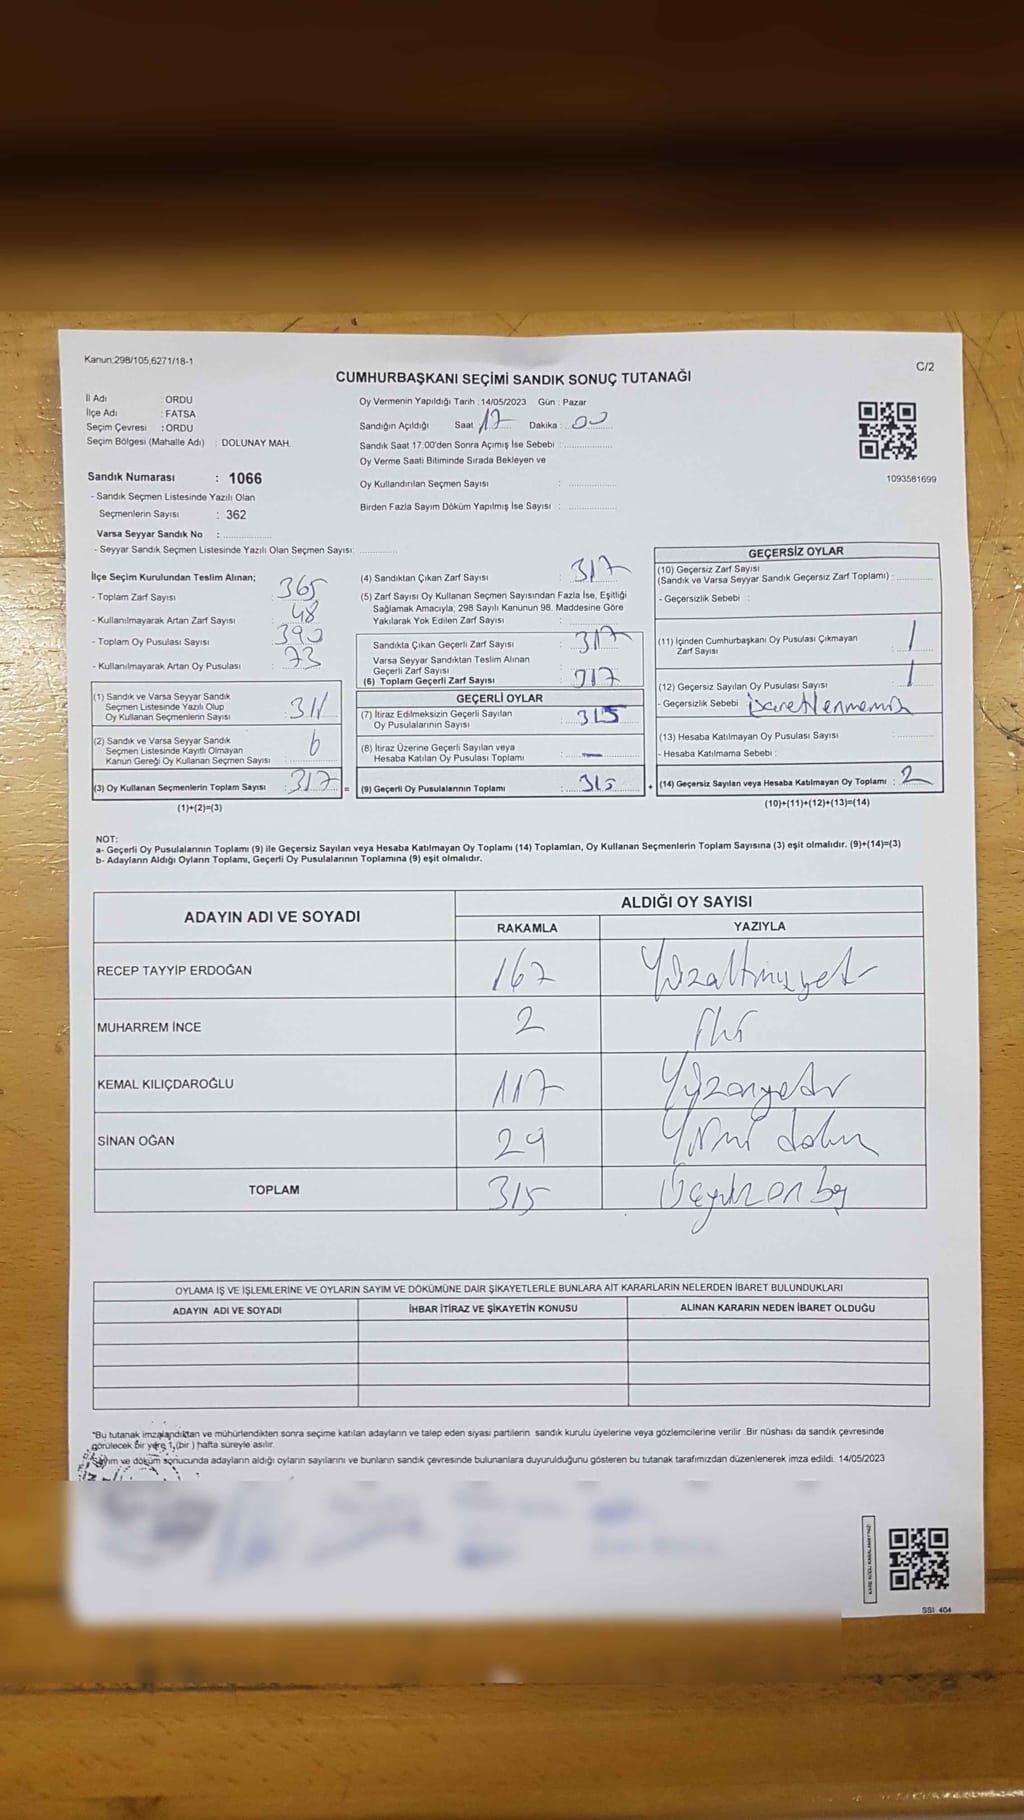 Kanun;298/105,6271/18-1
C/2
CUMHURBAŞKANI SEÇİMİ SANDIK SONUÇ TUTANAĞI
İl Adı : ORDU
İlçe Adı : FATSA
Seçim Çevresi : ORDU
Seçim Bölgesi (Mahalle Adı) : DOLUNAY MAH.
Sandık Numarası : 1066
- Sandık Seçmen Listesinde Yazılı Olan
Seçmenlerin Sayısı : 362
Varsa Seyyar Sandık No :
- Seyyar Sandık Seçmen Listesinde Yazılı Olan Seçmen Sayısı:
Oy Vermenin Yapıldığı Tarih : 14/05/2023 Gün : Pazar
Sandığın Açıldığı Saat 17 Dakika : 00
Sandık Saat 17.00'den Sonra Açımış İse Sebebi :
Oy Verme Saati Bitiminde Sırada Bekleyen ve
Oy Kullandırılan Seçmen Sayısı :
Birden Fazla Sayım Döküm Yapılmış İse Sayısı :
1093581699
İlçe Seçim Kurulundan Teslim Alınan;
- Toplam Zarf Sayısı : 365
- Kullanılmayarak Artan Zarf Sayısı : 48
- Toplam Oy Pusulası Sayısı : 390
- Kullanılmayarak Artan Oy Pusulası : 73
(1) Sandık ve Varsa Seyyar Sandık
Seçmen Listesinde Yazılı Olup
Oy Kullanan Seçmenlerin Sayısı : 311
(2) Sandık ve Varsa Seyyar Sandık
Seçmen Listesinde Kayıtlı Olmayan
Kanun Gereği Oy Kullanan Seçmen Sayısı : 6
(3) Oy Kullanan Seçmenlerin Toplam Sayısı : 317 =
(1)+(2)=(3)
(4) Sandıktan Çıkan Zarf Sayısı : 317
(5) Zarf Sayısı Oy Kullanan Seçmen Sayısından Fazla İse, Eşitliği
Sağlamak Amacıyla, 298 Sayılı Kanunun 98. Maddesine Göre
Yakılarak Yok Edilen Zarf Sayısı :
Sandıkta Çıkan Geçerli Zarf Sayısı : 317
Varsa Seyyar Sandıktan Teslim Alınan
Geçerli Zarf Sayısı
(6) Toplam Geçerli Zarf Sayısı : 317
GEÇERLİ OYLAR
(7) İtiraz Edilmeksizin Geçerli Sayılan
Oy Pusulalarının Sayısı : 315
(8) İtiraz Üzerine Geçerli Sayılan veya
Hesaba Katılan Oy Pusulası Toplamı : —
(9) Geçerli Oy Pusulalarının Toplamı : 315 +
GEÇERSİZ OYLAR
(10) Geçersiz Zarf Sayısı
(Sandık ve Varsa Seyyar Sandık Geçersiz Zarf Toplamı) :
- Geçersizlik Sebebi :
(11) İçinden Cumhurbaşkanı Oy Pusulası Çıkmayan
Zarf Sayısı : 1
(12) Geçersiz Sayılan Oy Pusulası Sayısı : 1
- Geçersizlik Sebebi : işaretlenmemiş
(13) Hesaba Katılmayan Oy Pusulası Sayısı :
- Hesaba Katılmama Sebebi :
(14) Geçersiz Sayılan veya Hesaba Katılmayan Oy Toplamı : 2
(10)+(11)+(12)+(13)=(14)
NOT:
a- Geçerli Oy Pusulalarının Toplamı (9) ile Geçersiz Sayılan veya Hesaba Katılmayan Oy Toplamı (14) Toplamları, Oy Kullanan Seçmenlerin Toplam Sayısına (3) eşit olmalıdır. (9)+(14)=(3)
b- Adayların Aldığı Oyların Toplamı, Geçerli Oy Pusulalarının Toplamına (9) eşit olmalıdır.
ADAYIN ADI VE SOYADI ALDIĞI OY SAYISI
RAKAMLA YAZIYLA
RECEP TAYYİP ERDOĞAN 167 Yüzaltmışyedi
MUHARREM İNCE 2 İki
KEMAL KILIÇDAROĞLU 117 Yüzonyedi
SİNAN OĞAN 29 Yirmi dokuz
TOPLAM 315 Üçyüz on beş
OYLAMA İŞ VE İŞLEMLERİNE VE OYLARIN SAYIM VE DÖKÜMÜNE DAİR ŞİKAYETLERLE BUNLARA AİT KARARLARIN NELERDEN İBARET BULUNDUKLARI
ADAYIN ADI VE SOYADI İHBAR İTİRAZ VE ŞİKAYETİN KONUSU ALINAN KARARIN NEDEN İBARET OLDUĞU
*Bu tutanak imzalandıktan ve mühürlendikten sonra seçime katılan adayların ve talep eden siyasi partilerin sandık kurulu üyelerine veya gözlemcilerine verilir .Bir nüshası da sandık çevresinde
görülecek bir yere 1,(bir ) hafta süreyle asılır.
Sayım ve döküm sonucunda adayların aldığı oyların sayılarını ve bunların sandık çevresinde bulunanlara duyurulduğunu gösteren bu tutanak tarafımızdan düzenlenerek imza edildi. 14/05/2023
SSI 404